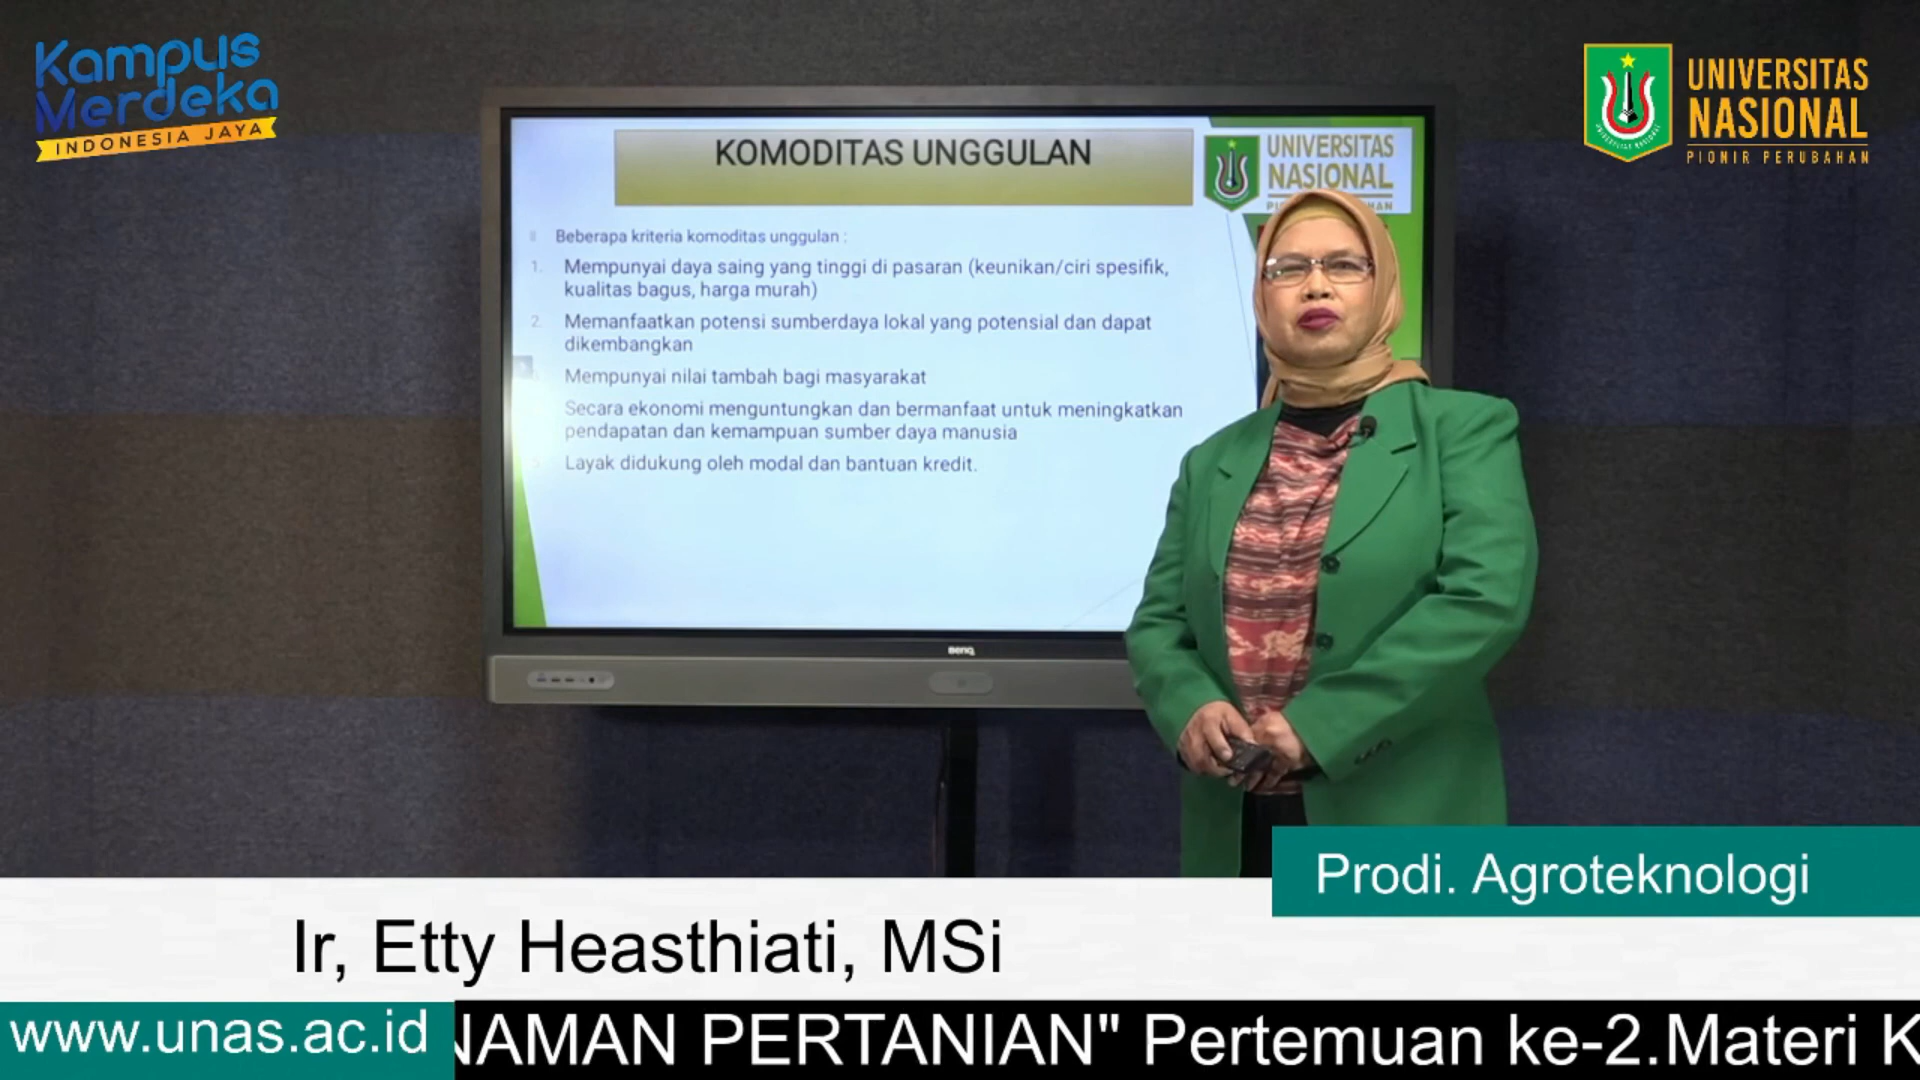 Kampus
Merdeka
INDONESIA JAYA
UNIVERSITAS
NASIONAL
PIONIR PERUBAHAN
KOMODITAS UNGGULAN
UNIVERSITAS
NASIONAL
Beberapa kriteria komoditas unggulan :
1. Mempunyai daya saing yang tinggi di pasaran (keunikan/ciri spesifik,
kualitas bagus, harga murah)
2. Memanfaatkan potensi sumberdaya lokal yang potensial dan dapat
dikembangkan
Mempunyai nilai tambah bagi masyarakat
Secara ekonomi menguntungkan dan bermanfaat untuk meningkatkan
pendapatan dan kemampuan sumber daya manusia
Layak didukung oleh modal dan bantuan kredit.
BenQ
Prodi. Agroteknologi
Ir, Etty Heasthiati, MSi
www.unas.ac.id
NAMAN PERTANIAN" Pertemuan ke-2.Materi K